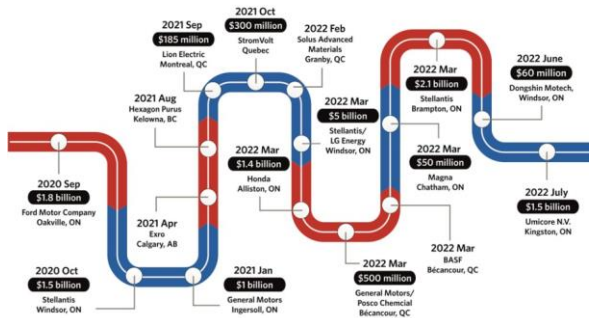 2020 Sep
$1.8 billion
Ford Motor Company
Oakville, ON
2020 Oct
$1.5 billion
Stellantis
Windsor, ON
2021 Jan
$1 billion
General Motors
Ingersoll, ON
2021 Apr
Exro
Calgary, AB
2021 Aug
Hexagon Purus
Kelowna, BC
2021 Sep
$185 million
Lion Electric
Montreal, QC
2021 Oct
$300 million
StromVolt
Quebec
2022 Feb
Solus Advanced
Materials
Granby, QC
2022 Mar
$5 billion
Stellantis/
LG Energy
Windsor, ON
2022 Mar
$1.4 billion
Honda
Alliston, ON
2022 Mar
$500 million
General Motors/
Posco Chemcial
Bécancour, QC
2022 Mar
BASF
Bécancour, QC
2022 Mar
$50 million
Magna
Chatham, ON
2022 Mar
$2.1 billion
Stellantis
Brampton, ON
2022 June
$60 million
Dongshin Motech,
Windsor, ON
2022 July
$1.5 billion
Umicore N.V.
Kingston, ON